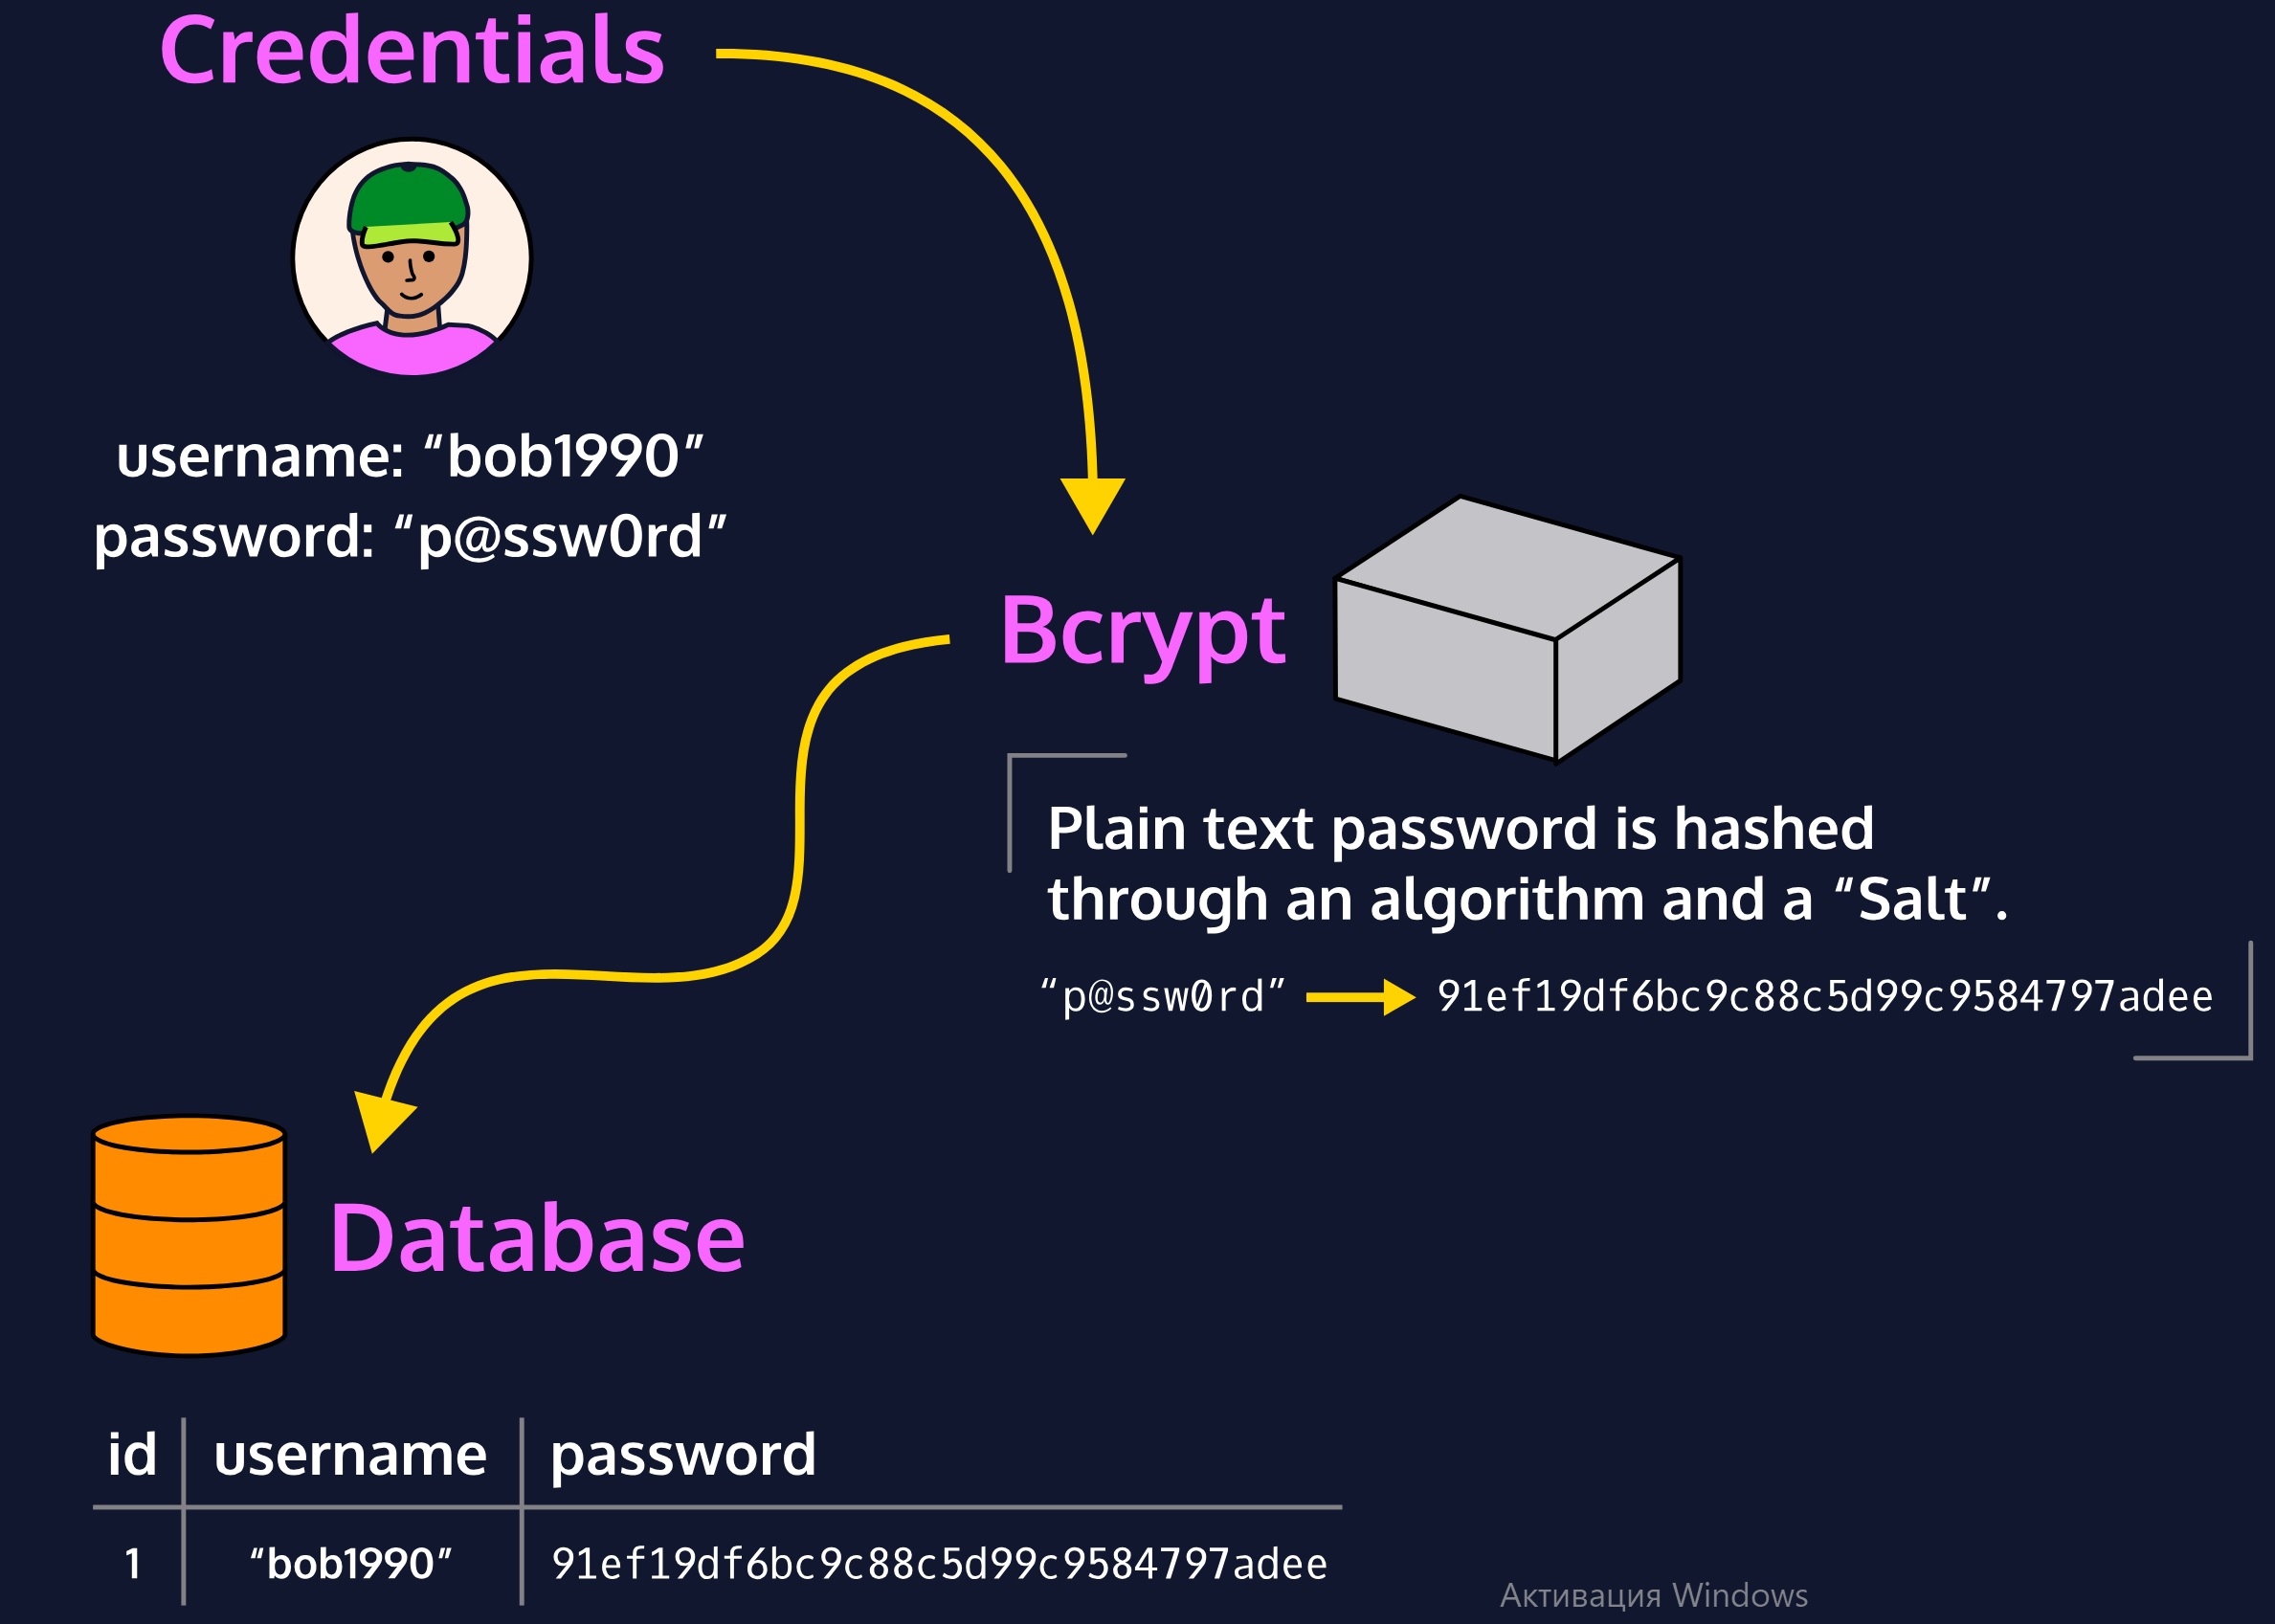 Credentials
username: “bob1990”
password: “p@ssw0rd”
Bcrypt
Plain text password is hashed
through an algorithm and a “Salt”.
“p@ssw0rd” 91ef19df6bc9c88c5d99c9584797adee
Database
id username password
1 “bob1990” 91ef19df6bc9c88c5d99c9584797adee
Активация Windows